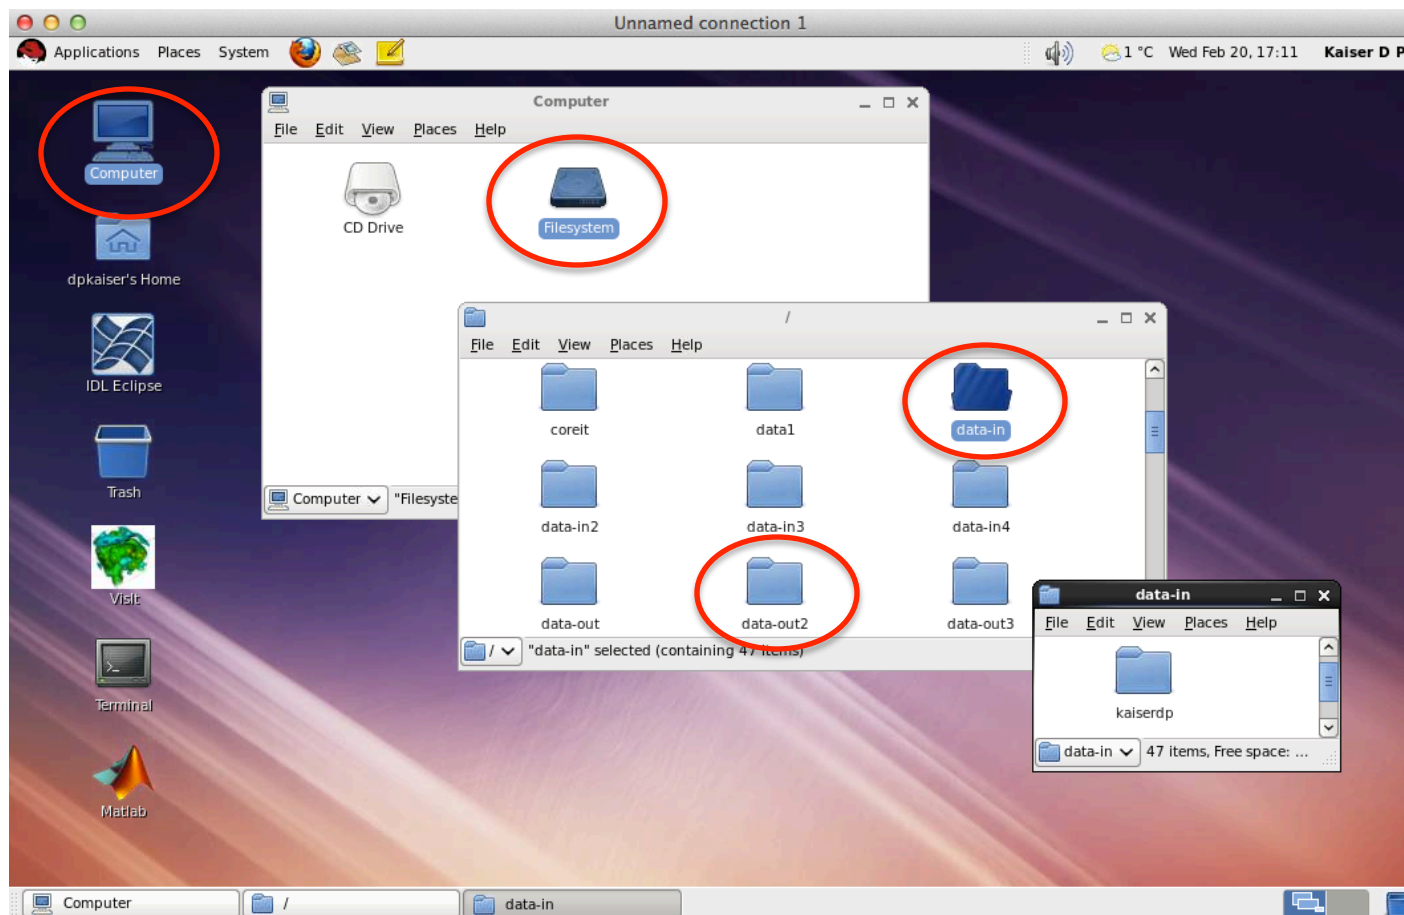 Unnamed connection 1
Applications Places System 1 °C Wed Feb 20, 17:11 Kaiser D P
Computer
dpkaiser's Home
IDL Eclipse
Trash
VisIt
Terminal
Matlab
Computer
File Edit View Places Help
CD Drive Filesystem
Computer "Filesyste
/
File Edit View Places Help
coreit data1 data-in
data-in2 data-in3 data-in4
data-out data-out2 data-out3
/ "data-in" selected (containing 47 items)
data-in
File Edit View Places Help
kaiserdp
data-in 47 items, Free space: ...
Computer / data-in